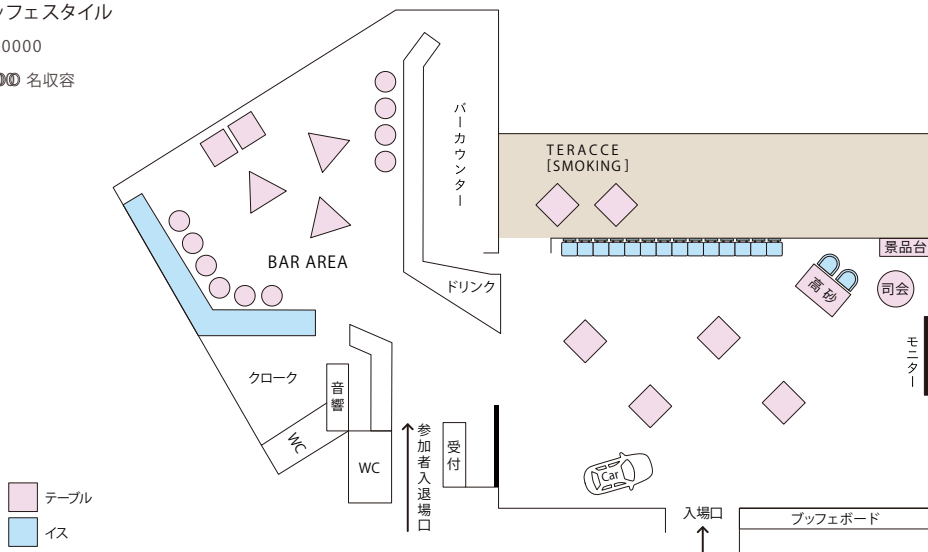 ッフェスタイル
0000
名収容
バーカウンター
TERACCE
[SMOKING]
景品台
BAR AREA
ドリンク
高砂
司会
モニター
クローク
音響
WC
WC
参加者入退場口
受付
Car
テーブル
イス
入場口
ブッフェボード